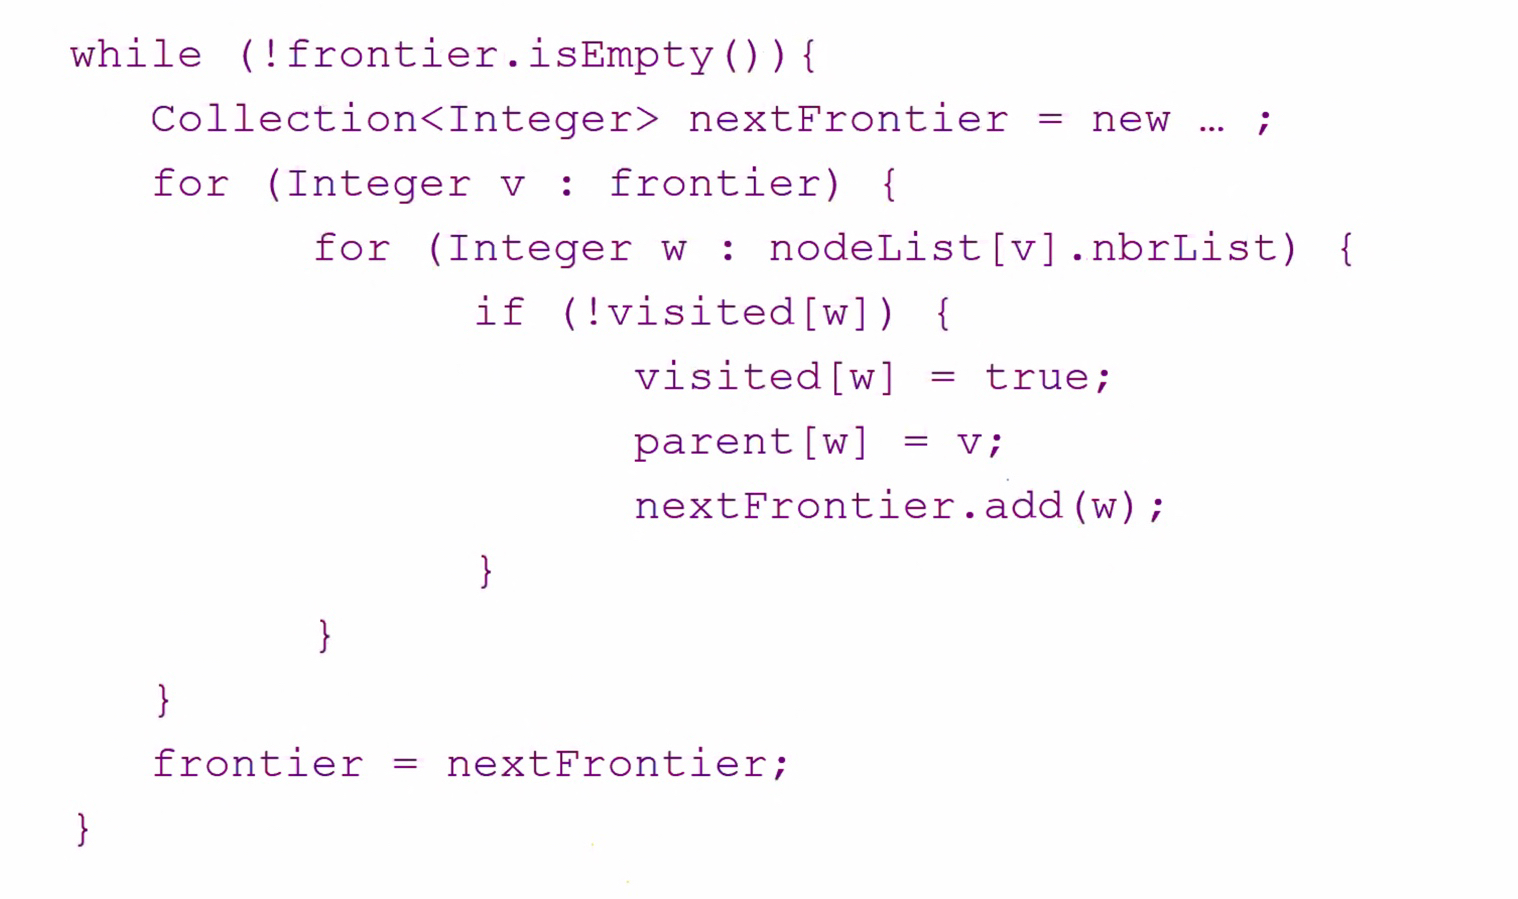 while (!frontier.isEmpty()){
Collection<Integer> nextFrontier = new … ;
for (Integer v : frontier) {
for (Integer w : nodeList[v].nbrList) {
if (!visited[w]) {
visited[w] = true;
parent[w] = v;
nextFrontier.add(w);
}
}
}
frontier = nextFrontier;
}